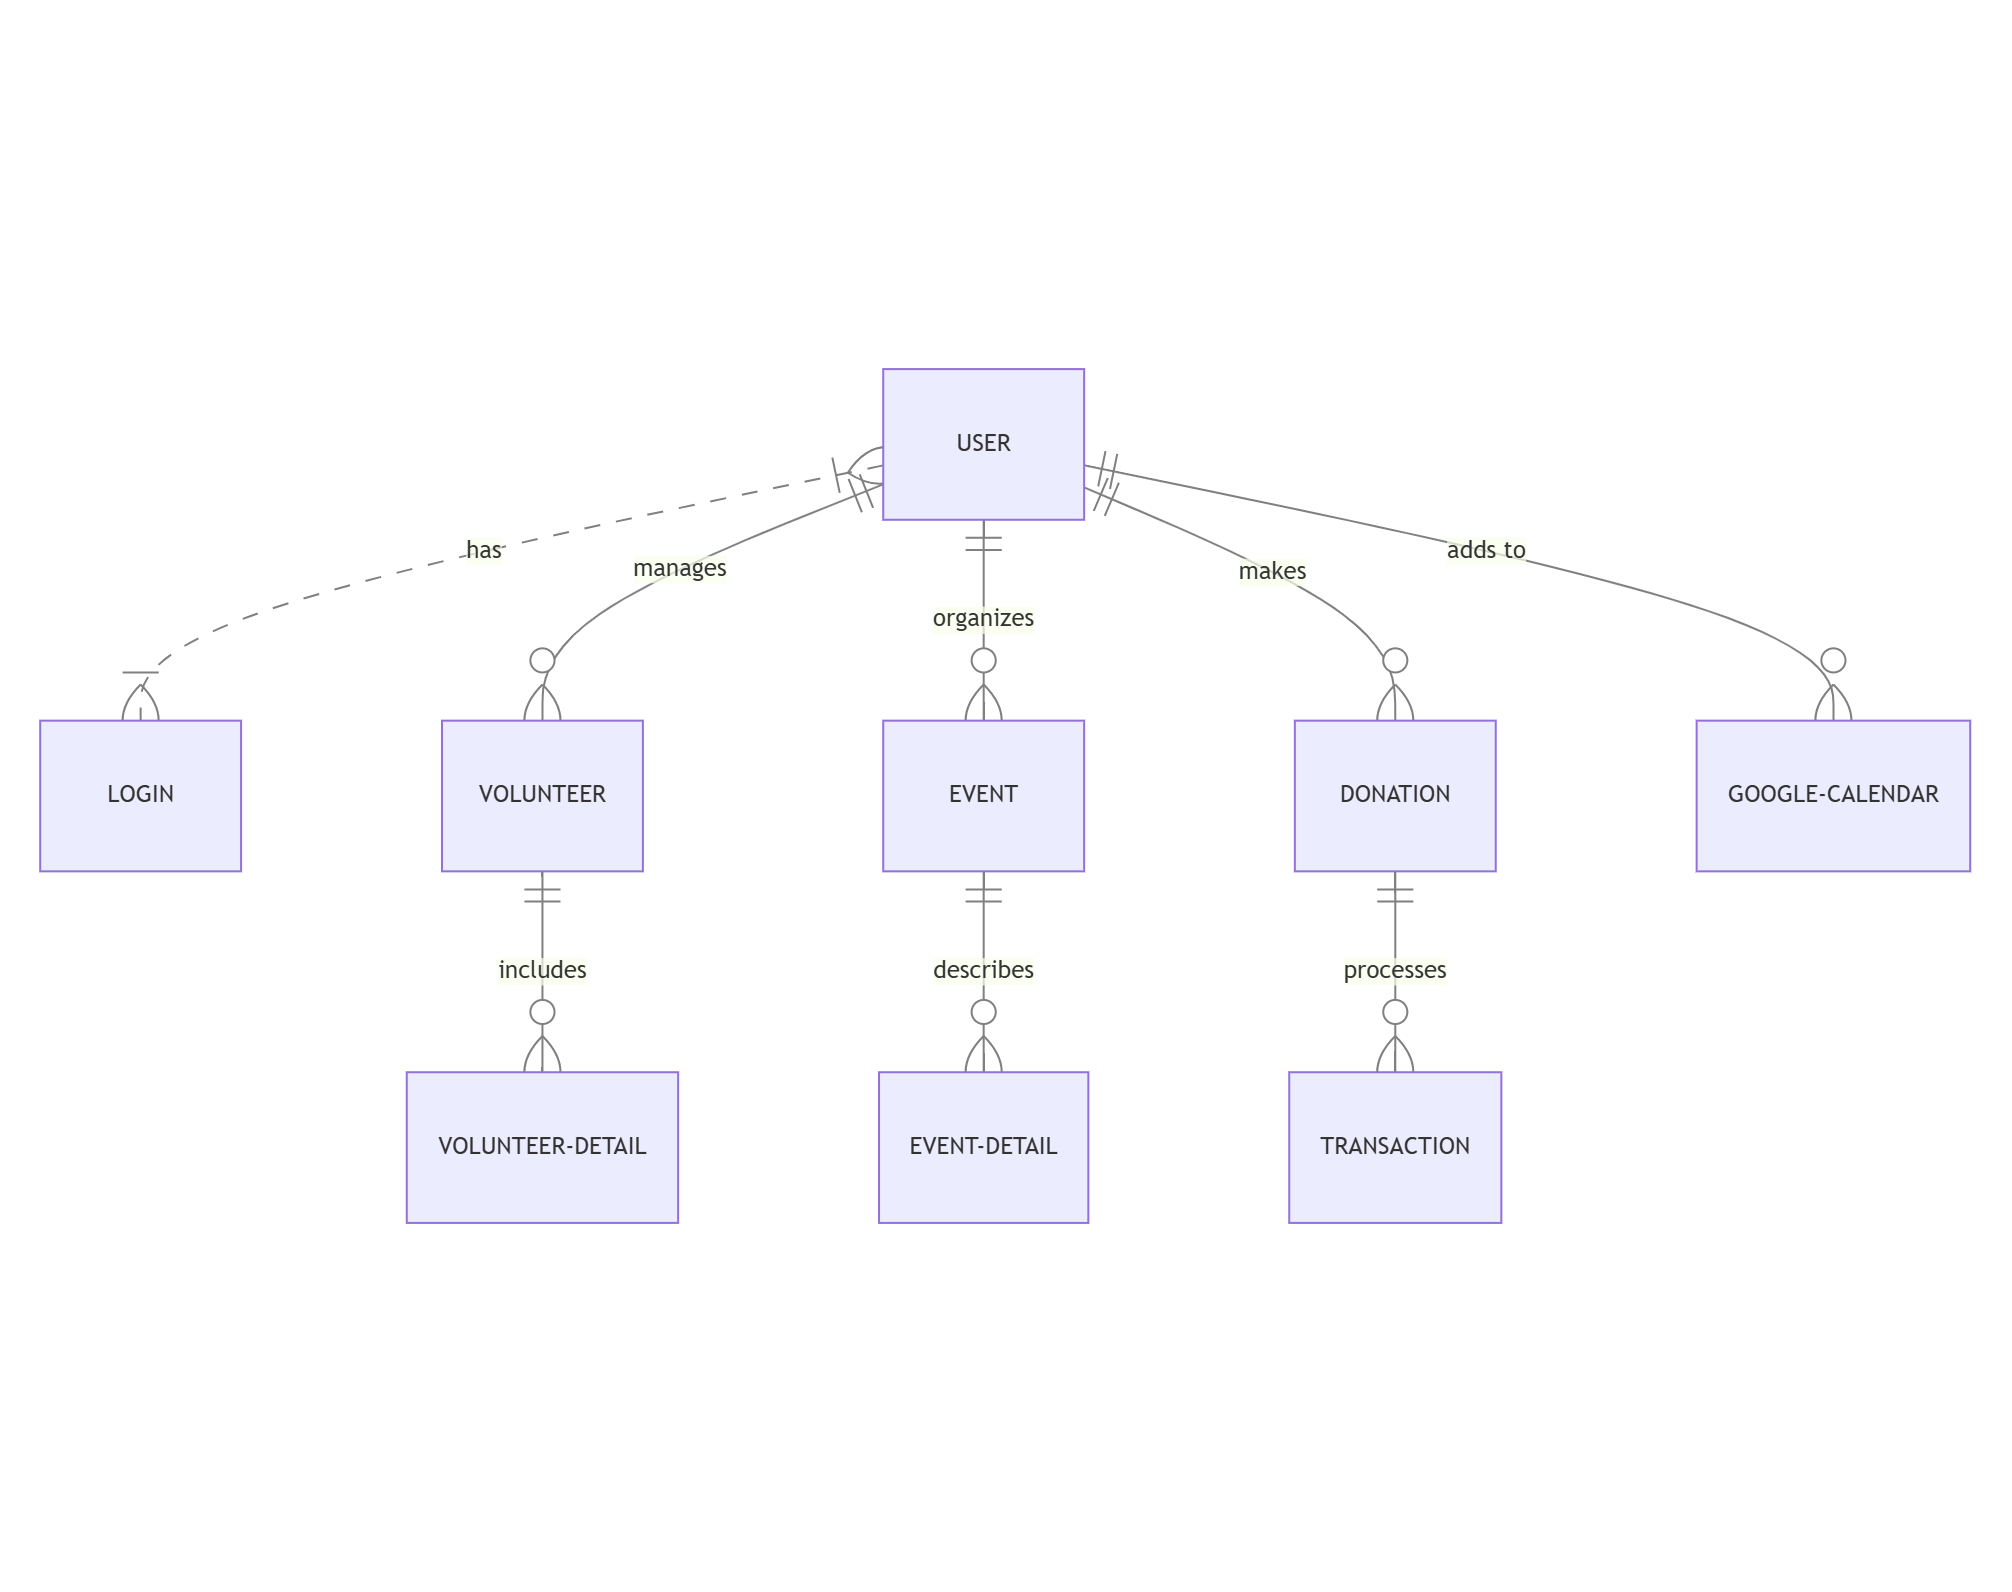 USER
has
manages
organizes
makes
adds to
LOGIN
VOLUNTEER
EVENT
DONATION
GOOGLE-CALENDAR
includes
describes
processes
VOLUNTEER-DETAIL
EVENT-DETAIL
TRANSACTION